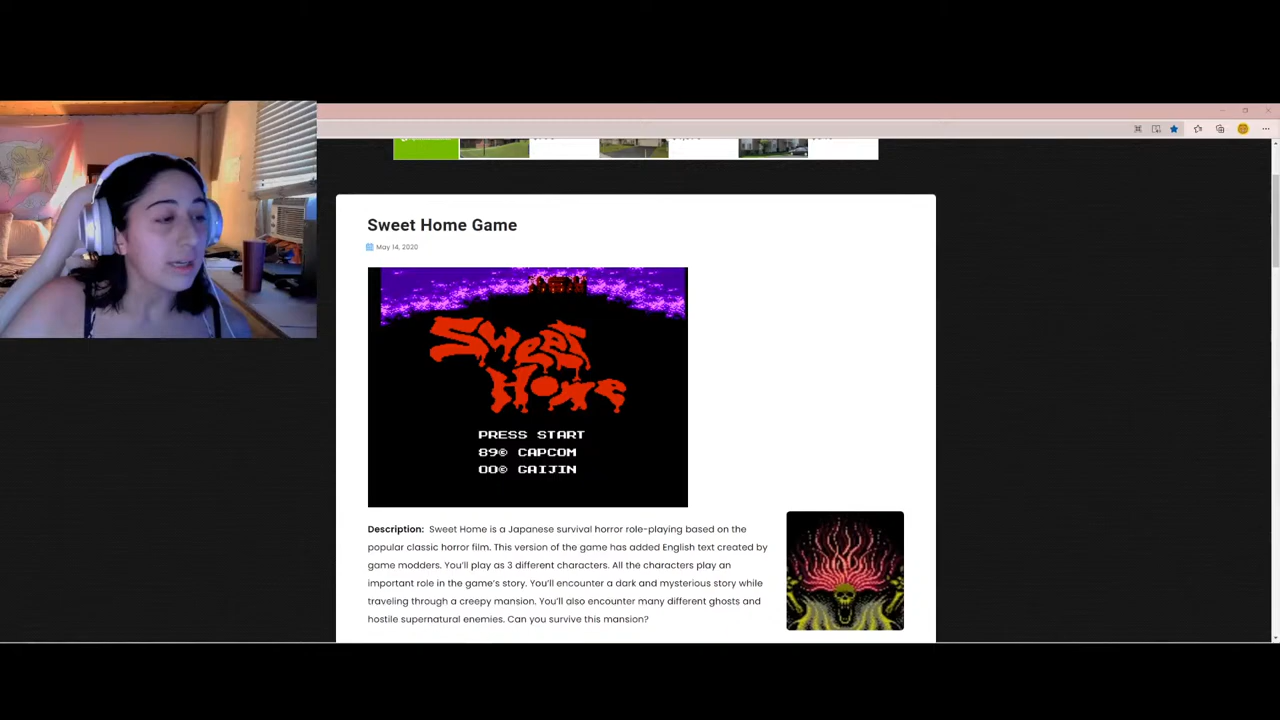 Sweet Home Game
May 14, 2020
Sweet
Home
PRESS START
89© CAPCOM
00© GAIJIN
Description: Sweet Home is a Japanese survival horror role-playing based on the
popular classic horror film. This version of the game has added English text created by
game modders. You'll play as 3 different characters. All the characters play an
important role in the game's story. You'll encounter a dark and mysterious story while
traveling through a creepy mansion. You'll also encounter many different ghosts and
hostile supernatural enemies. Can you survive this mansion?